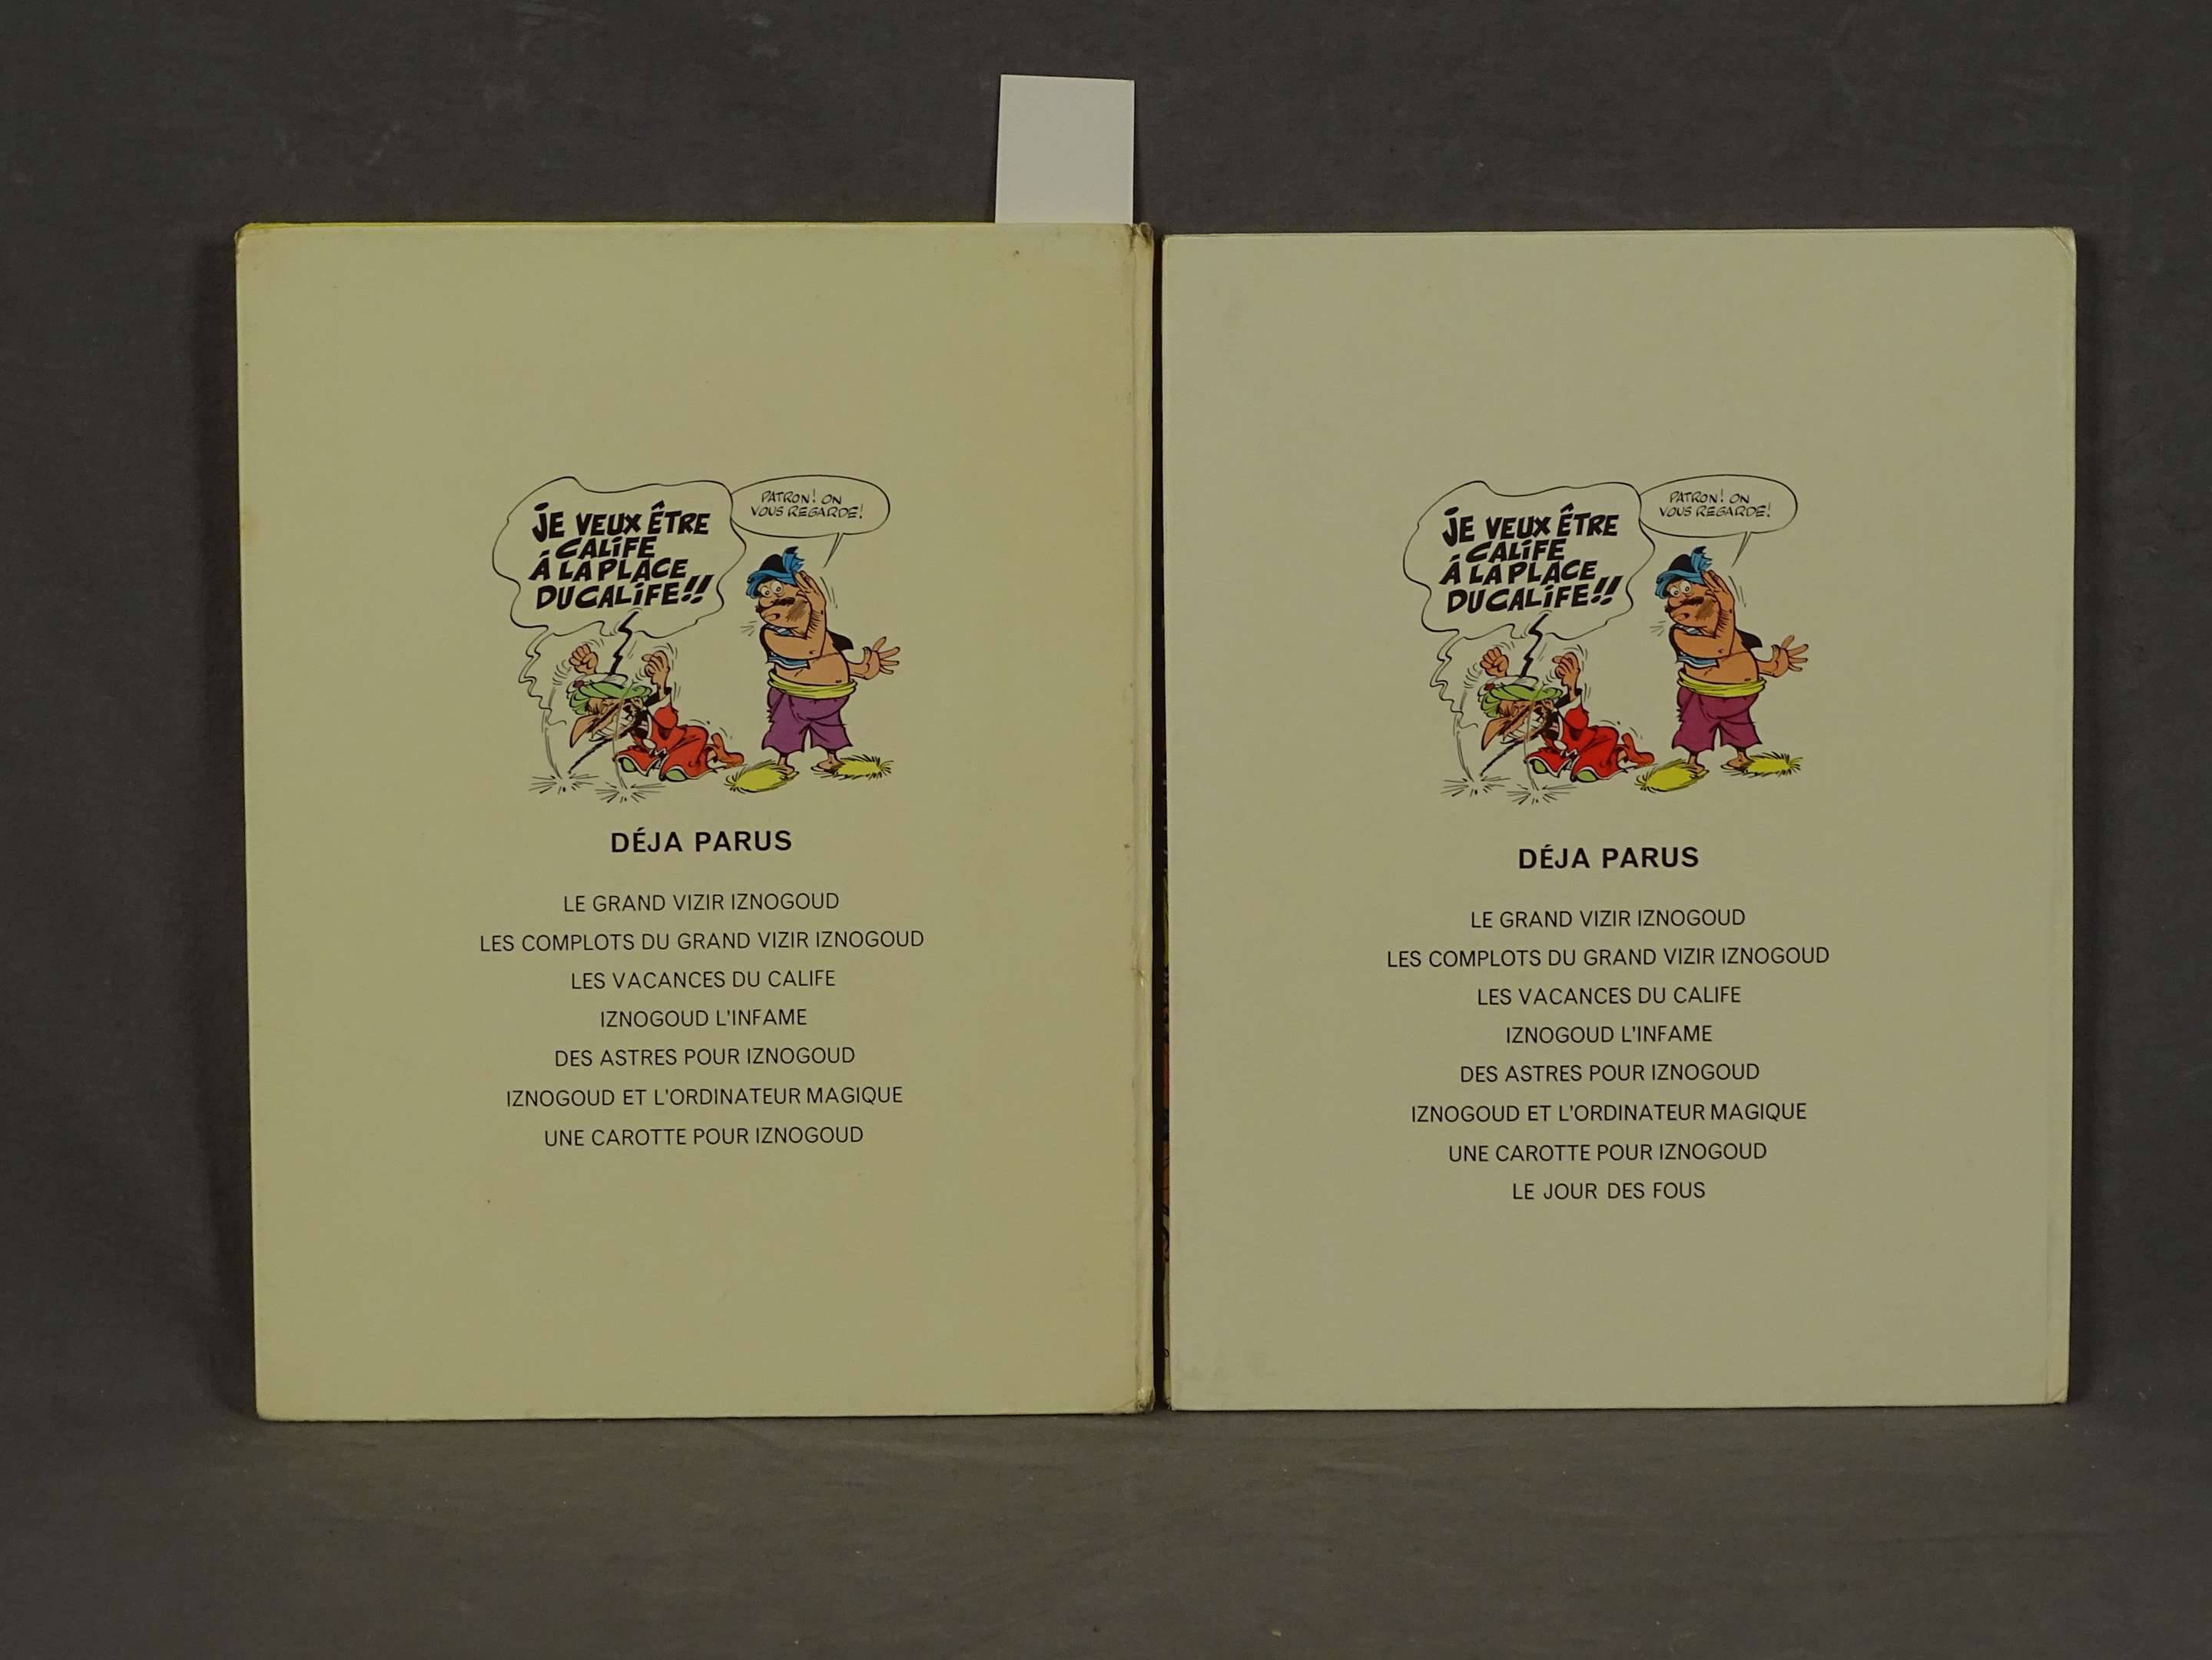 JE VEUX ÊTRE
CALIFE
À LA PLACE
DU CALIFE!!
PATRON! ON
VOUS REGARDE!
DÉJA PARUS
LE GRAND VIZIR IZNOGOUD
LES COMPLOTS DU GRAND VIZIR IZNOGOUD
LES VACANCES DU CALIFE
IZNOGOUD L'INFAME
DES ASTRES POUR IZNOGOUD
IZNOGOUD ET L'ORDINATEUR MAGIQUE
UNE CAROTTE POUR IZNOGOUD
JE VEUX ÊTRE
CALIFE
À LA PLACE
DU CALIFE!!
PATRON! ON
VOUS REGARDE!
DÉJA PARUS
LE GRAND VIZIR IZNOGOUD
LES COMPLOTS DU GRAND VIZIR IZNOGOUD
LES VACANCES DU CALIFE
IZNOGOUD L'INFAME
DES ASTRES POUR IZNOGOUD
IZNOGOUD ET L'ORDINATEUR MAGIQUE
UNE CAROTTE POUR IZNOGOUD
LE JOUR DES FOUS